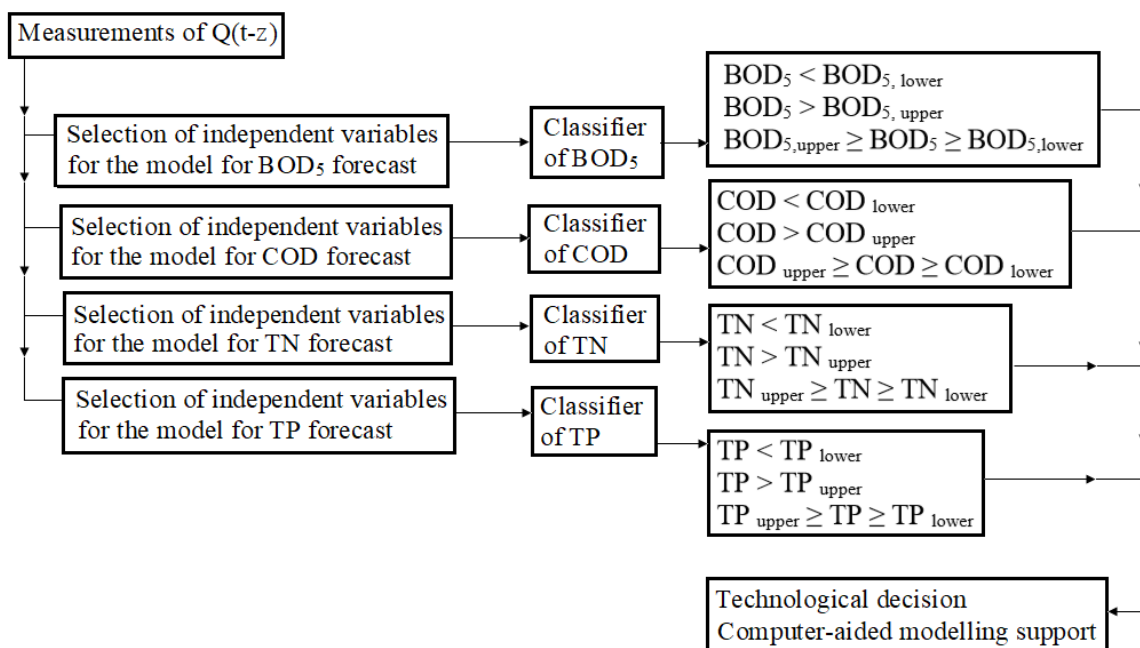 Measurements of Q(t-z)
Selection of independent variables
for the model for BOD₅ forecast
Classifier
of BOD₅
BOD₅ < BOD₅, lower
BOD₅ > BOD₅, upper
BOD₅,upper ≥ BOD₅ ≥ BOD₅,lower
Selection of independent variables
for the model for COD forecast
Classifier
of COD
COD < COD lower
COD > COD upper
COD upper ≥ COD ≥ COD lower
Selection of independent variables
for the model for TN forecast
Classifier
of TN
TN < TN lower
TN > TN upper
TN upper ≥ TN ≥ TN lower
Selection of independent variables
for the model for TP forecast
Classifier
of TP
TP < TP lower
TP > TP upper
TP upper ≥ TP ≥ TP lower
Technological decision
Computer-aided modelling support